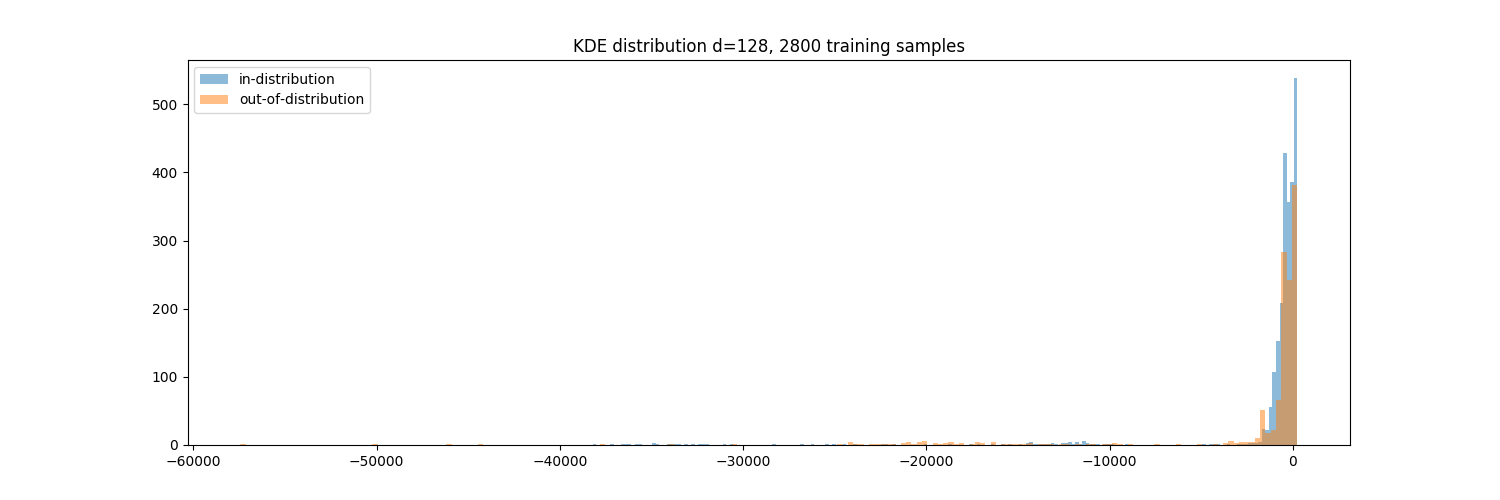 KDE distribution d=128, 2800 training samples
in-distribution
out-of-distribution
500
400
300
200
100
0
−60000 −50000 −40000 −30000 −20000 −10000 0